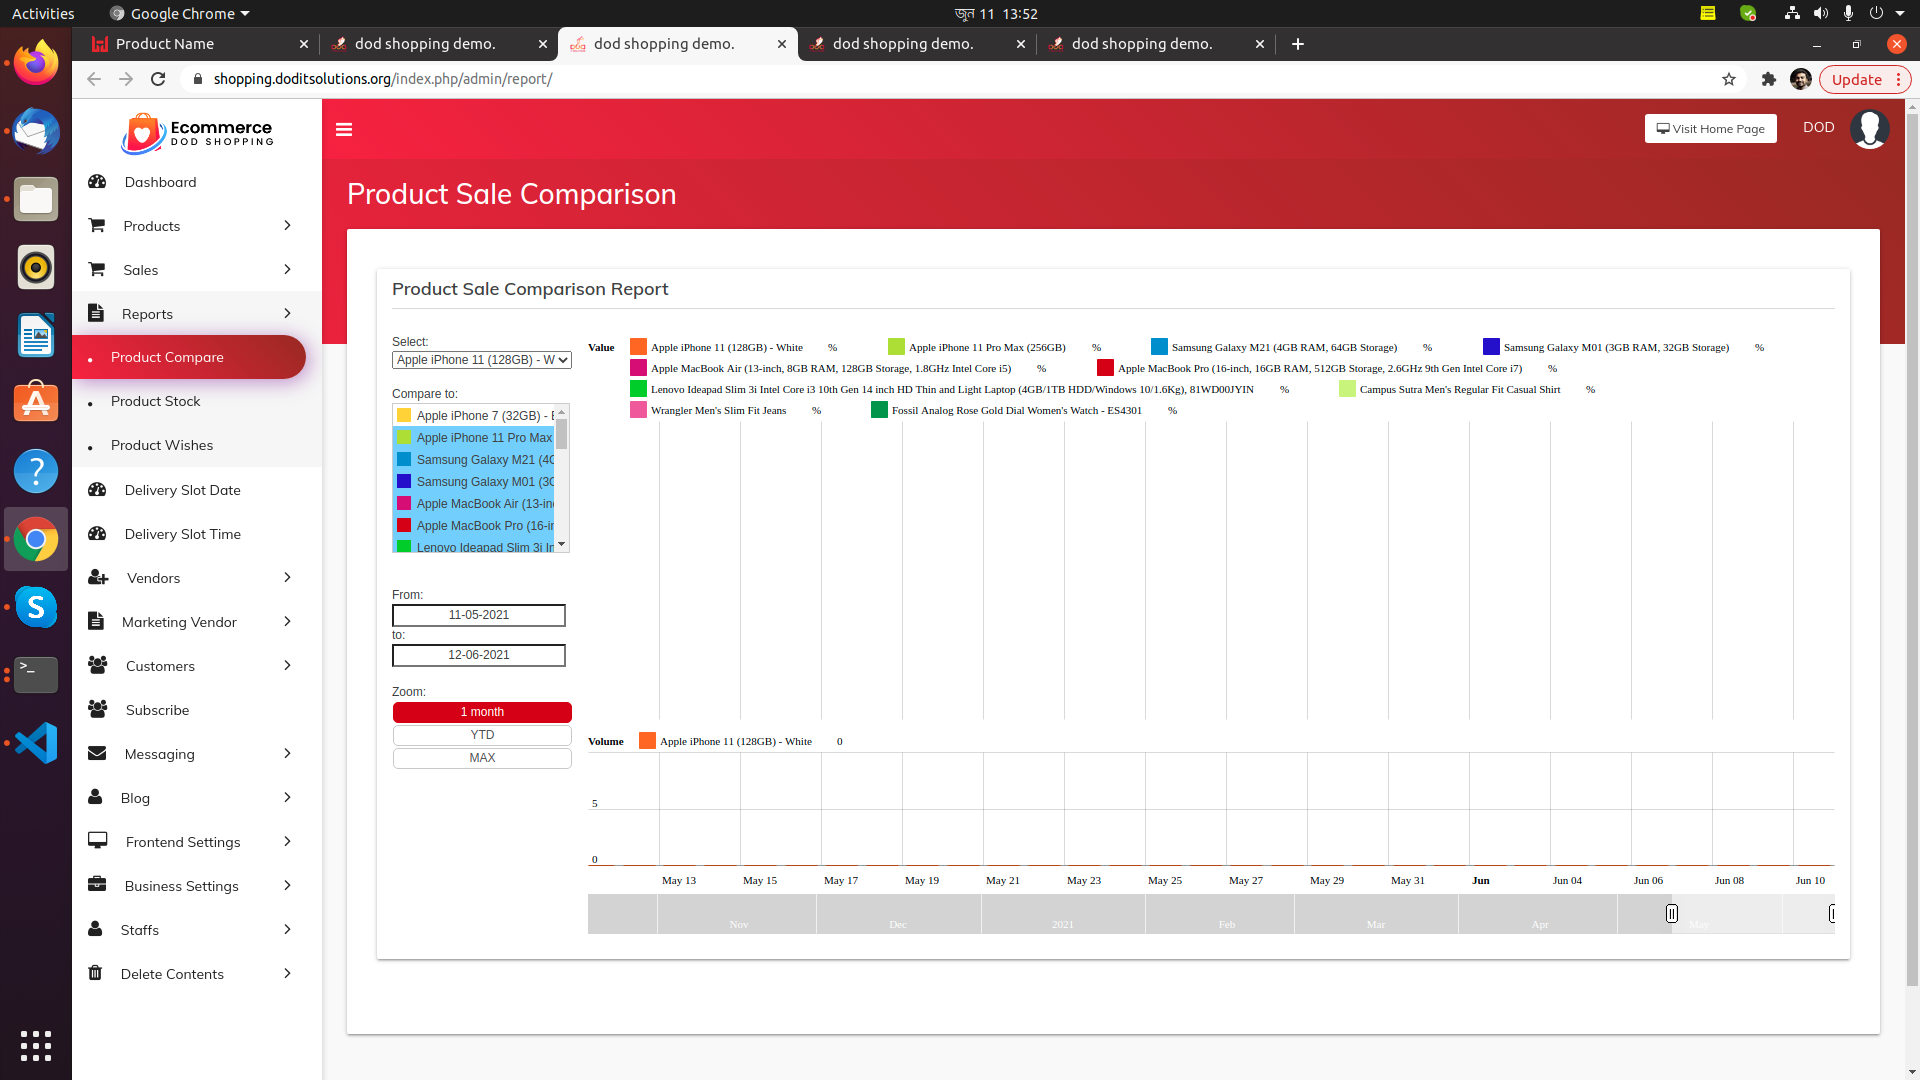 Activities
Google Chrome
জুন 11 13:52
Product Name
dod shopping demo.
dod shopping demo.
dod shopping demo.
dod shopping demo.
shopping.doditsolutions.org/index.php/admin/report/
Update
Ecommerce
DOD SHOPPING
Visit Home Page
DOD
Dashboard
Products
Sales
Reports
Product Compare
Product Stock
Product Wishes
Delivery Slot Date
Delivery Slot Time
Vendors
Marketing Vendor
Customers
Subscribe
Messaging
Blog
Frontend Settings
Business Settings
Staffs
Delete Contents
Product Sale Comparison
Product Sale Comparison Report
Select:
Apple iPhone 11 (128GB) - W
Compare to:
Apple iPhone 7 (32GB) - B
Apple iPhone 11 Pro Max
Samsung Galaxy M21 (4G
Samsung Galaxy M01 (3G
Apple MacBook Air (13-inc
Apple MacBook Pro (16-in
Lenovo Ideapad Slim 3i In
From:
11-05-2021
to:
12-06-2021
Zoom:
1 month
YTD
MAX
Value Apple iPhone 11 (128GB) - White % Apple iPhone 11 Pro Max (256GB) % Samsung Galaxy M21 (4GB RAM, 64GB Storage) % Samsung Galaxy M01 (3GB RAM, 32GB Storage) %
Apple MacBook Air (13-inch, 8GB RAM, 128GB Storage, 1.8GHz Intel Core i5) % Apple MacBook Pro (16-inch, 16GB RAM, 512GB Storage, 2.6GHz 9th Gen Intel Core i7) %
Lenovo Ideapad Slim 3i Intel Core i3 10th Gen 14 inch HD Thin and Light Laptop (4GB/1TB HDD/Windows 10/1.6Kg), 81WD00JYIN % Campus Sutra Men's Regular Fit Casual Shirt %
Wrangler Men's Slim Fit Jeans % Fossil Analog Rose Gold Dial Women's Watch - ES4301 %
Volume Apple iPhone 11 (128GB) - White 0
5
0
May 13 May 15 May 17 May 19 May 21 May 23 May 25 May 27 May 29 May 31 Jun Jun 04 Jun 06 Jun 08 Jun 10
Nov Dec 2021 Feb Mar Apr May